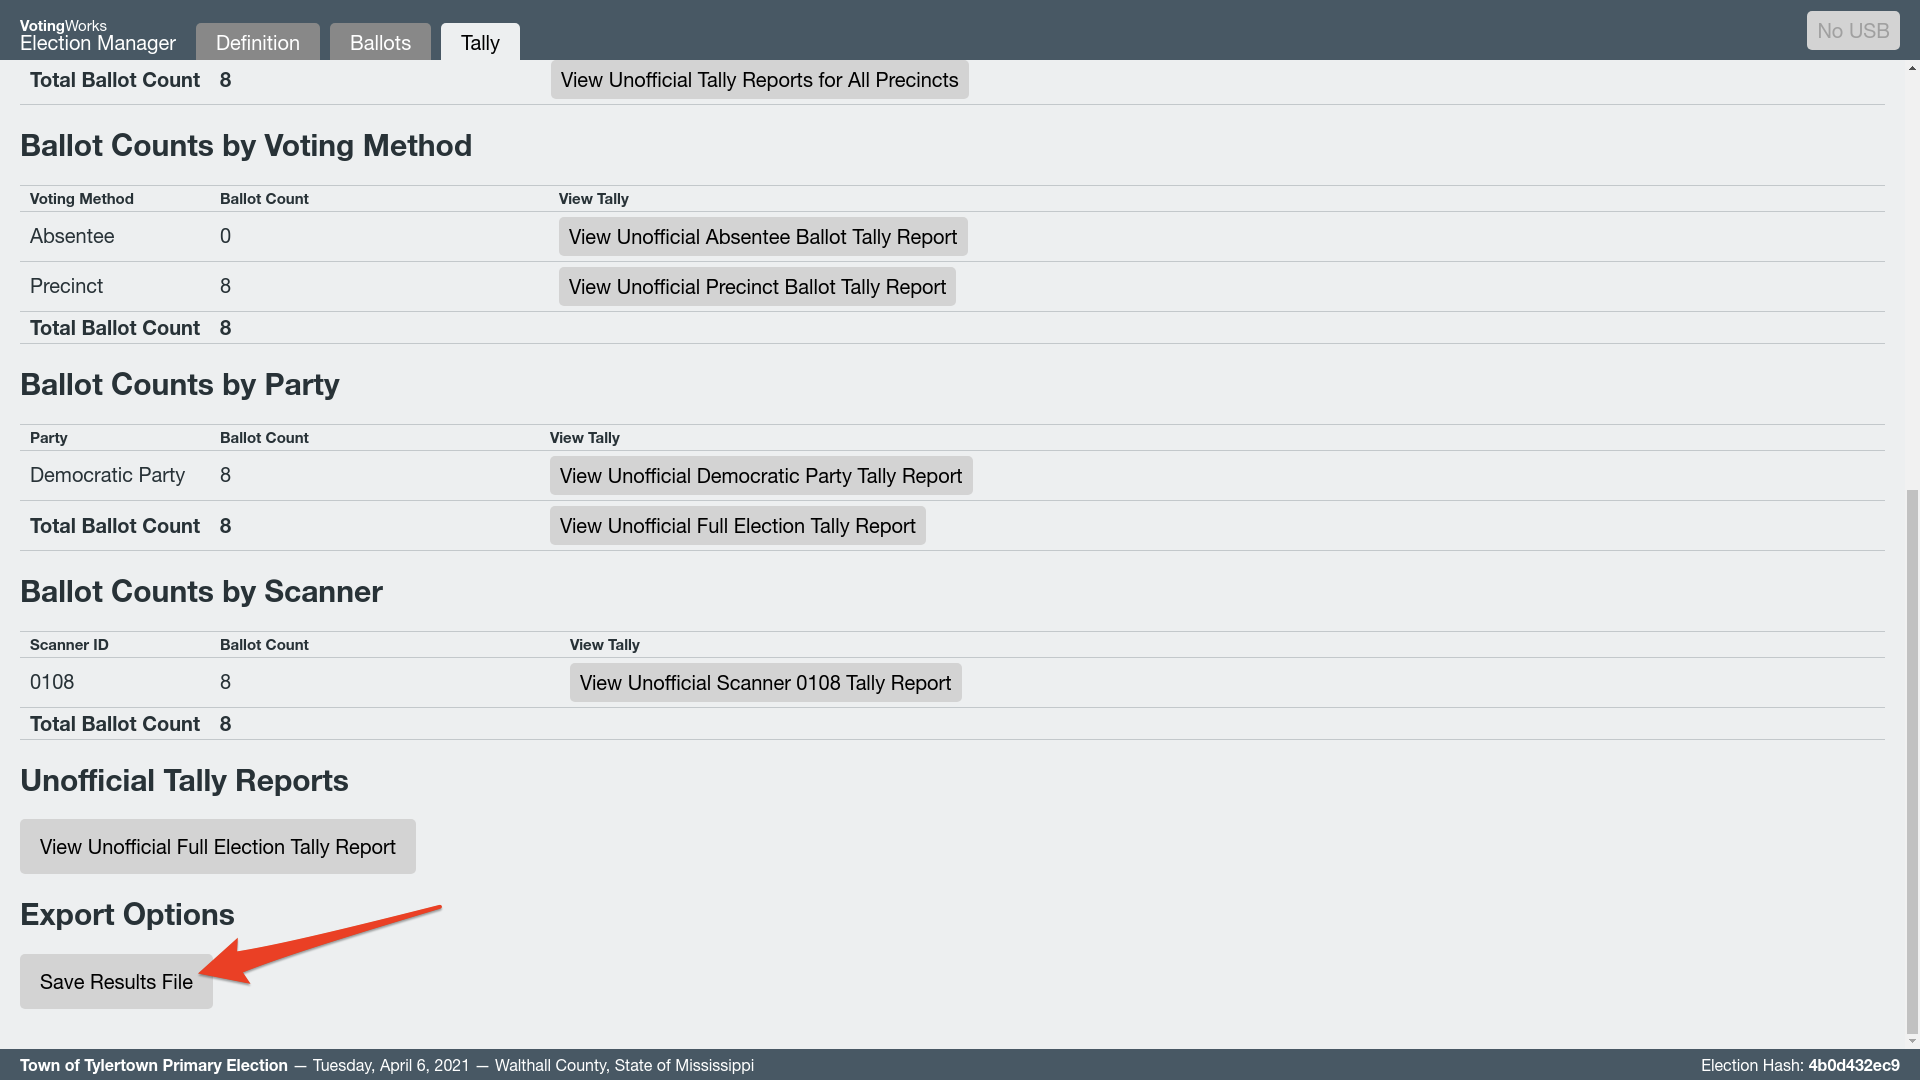 VotingWorks
Election Manager
Definition
Ballots
Tally
No USB
Total Ballot Count 8 View Unofficial Tally Reports for All Precincts
Ballot Counts by Voting Method
Voting Method Ballot Count View Tally
Absentee 0 View Unofficial Absentee Ballot Tally Report
Precinct 8 View Unofficial Precinct Ballot Tally Report
Total Ballot Count 8
Ballot Counts by Party
Party Ballot Count View Tally
Democratic Party 8 View Unofficial Democratic Party Tally Report
Total Ballot Count 8 View Unofficial Full Election Tally Report
Ballot Counts by Scanner
Scanner ID Ballot Count View Tally
0108 8 View Unofficial Scanner 0108 Tally Report
Total Ballot Count 8
Unofficial Tally Reports
View Unofficial Full Election Tally Report
Export Options
Save Results File
Town of Tylertown Primary Election — Tuesday, April 6, 2021 — Walthall County, State of Mississippi
Election Hash: 4b0d432ec9